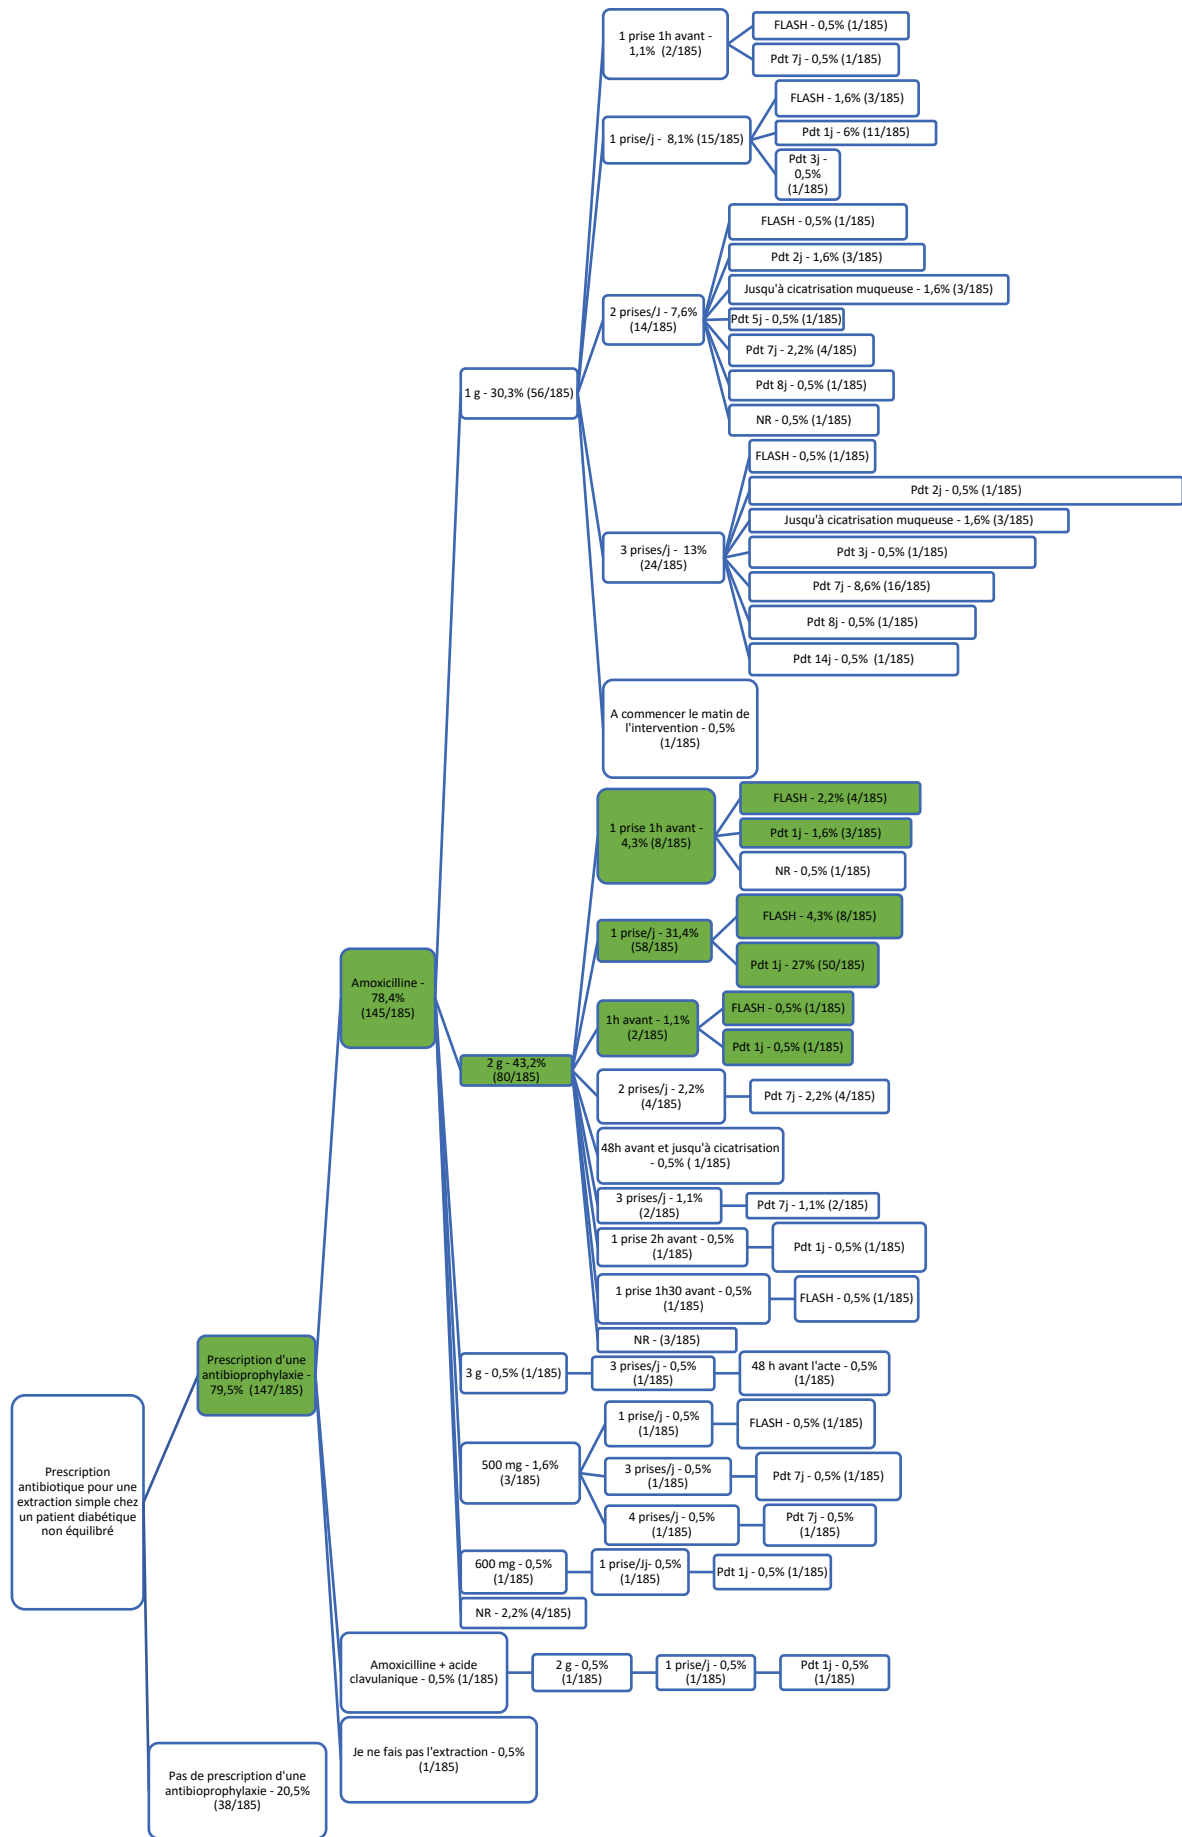 1 prise 1h avant -
1,1%  (2/185)
FLASH - 0,5% (1/185)
Pdt 7j - 0,5% (1/185)
1 prise/j -  8,1% (15/185)
FLASH - 1,6% (3/185)
Pdt 1j - 6% (11/185)
Pdt 3j -
0,5%
(1/185)
2 prises/J - 7,6%
(14/185)
FLASH - 0,5% (1/185)
Pdt 2j - 1,6% (3/185)
Jusqu'à cicatrisation muqueuse - 1,6% (3/185)
Pdt 5j - 0,5% (1/185)
Pdt 7j - 2,2% (4/185)
Pdt 8j - 0,5% (1/185)
NR - 0,5% (1/185)
1 g - 30,3% (56/185)
3 prises/j -  13%
(24/185)
FLASH - 0,5% (1/185)
Pdt 2j - 0,5% (1/185)
Jusqu'à cicatrisation muqueuse - 1,6% (3/185)
Pdt 3j - 0,5% (1/185)
Pdt 7j - 8,6% (16/185)
Pdt 8j - 0,5% (1/185)
Pdt 14j - 0,5%  (1/185)
A commencer le matin de
l'intervention - 0,5%
(1/185)
1 prise 1h avant -
4,3% (8/185)
FLASH - 2,2% (4/185)
Pdt 1j - 1,6% (3/185)
NR - 0,5% (1/185)
1 prise/j - 31,4%
(58/185)
FLASH - 4,3% (8/185)
Pdt 1j - 27% (50/185)
Amoxicilline -
78,4%
(145/185)
1h avant - 1,1%
(2/185)
FLASH - 0,5% (1/185)
Pdt 1j - 0,5% (1/185)
2 g - 43,2%
(80/185)
2 prises/j - 2,2%
(4/185)
Pdt 7j - 2,2% (4/185)
48h avant et jusqu'à cicatrisation
- 0,5% ( 1/185)
3 prises/j - 1,1%
(2/185)
Pdt 7j - 1,1% (2/185)
1 prise 2h avant - 0,5%
(1/185)
Pdt 1j - 0,5% (1/185)
1 prise 1h30 avant - 0,5%
(1/185)
FLASH - 0,5% (1/185)
NR - (3/185)
Prescription d'une
antibioprophylaxie -
79,5%  (147/185)
3 g - 0,5% (1/185)
3 prises/j - 0,5%
(1/185)
48 h avant l'acte - 0,5%
(1/185)
500 mg - 1,6%
(3/185)
1 prise/j - 0,5%
(1/185)
FLASH - 0,5% (1/185)
3 prises/j - 0,5%
(1/185)
Pdt 7j - 0,5% (1/185)
4 prises/j - 0,5%
(1/185)
Pdt 7j - 0,5%
(1/185)
Prescription
antibiotique pour une
extraction simple chez
un patient diabétique
non équilibré
600 mg - 0,5%
(1/185)
1 prise/Jj- 0,5%
(1/185)
Pdt 1j - 0,5% (1/185)
NR - 2,2% (4/185)
Amoxicilline + acide
clavulanique - 0,5% (1/185)
2 g - 0,5%
(1/185)
1 prise/j - 0,5%
(1/185)
Pdt 1j - 0,5%
(1/185)
Je ne fais pas l'extraction - 0,5%
(1/185)
Pas de prescription d'une
antibioprophylaxie - 20,5%
(38/185)